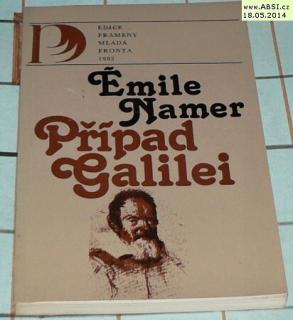 www.ABSI.cz
18.05.2014
EDICE
PRAMENY
MLADÁ
FRONTA
1982
Émile
Namer
Případ
Galilei